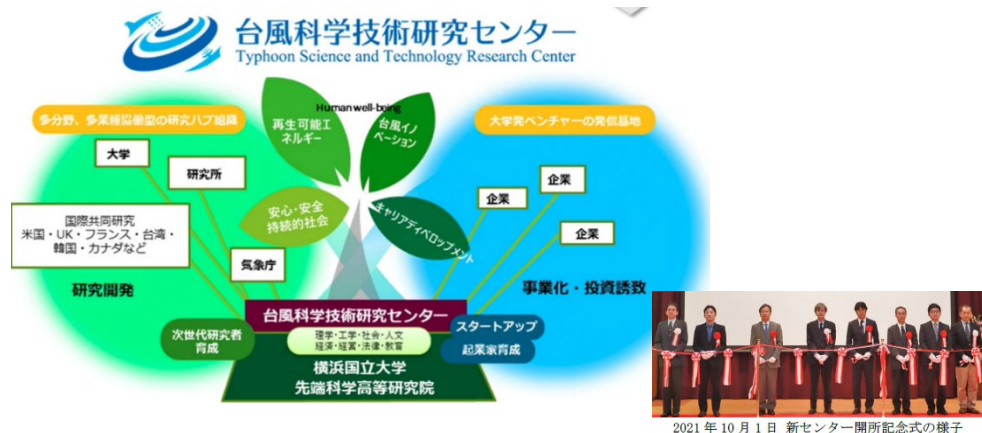 台風科学技術研究センター
Typhoon Science and Technology Research Center
多分野、多業種協働型の研究ハブ組織
大学
研究所
国際共同研究
米国・UK・フランス・台湾・
韓国・カナダなど
研究開発
気象庁
Human well-being
再生可能エ
ネルギー
台風イノ
ベーション
安心・安全
持続的社会
キャリアディベロップメント
大学発ベンチャーの発信基地
企業
企業
企業
事業化・投資誘致
台風科学技術研究センター
次世代研究者
育成
理学・工学・社会・人文
経済・経営・法律・教育
スタートアップ
起業家育成
横浜国立大学
先端科学高等研究院
2021 年 10 月 1 日 新センター開所記念式の様子